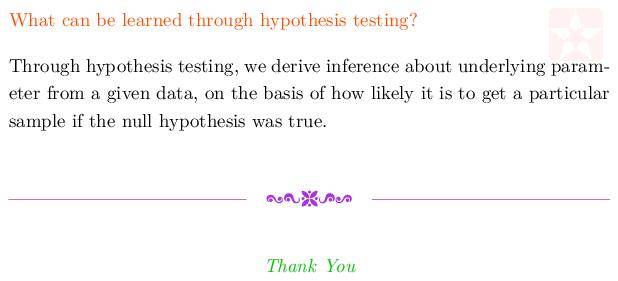 What can be learned through hypothesis testing?
Through hypothesis testing, we derive inference about underlying param-
eter from a given data, on the basis of how likely it is to get a particular
sample if the null hypothesis was true.
Thank You